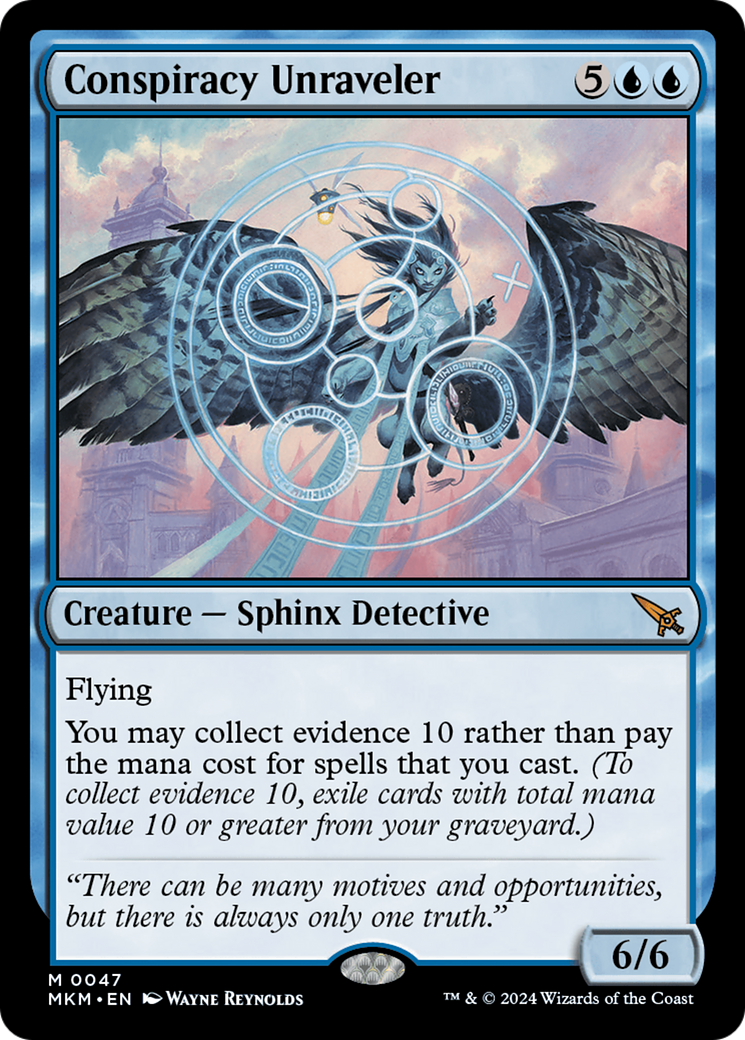 Conspiracy Unraveler 5
Creature — Sphinx Detective
Flying
You may collect evidence 10 rather than pay
the mana cost for spells that you cast. (To
collect evidence 10, exile cards with total mana
value 10 or greater from your graveyard.)
“There can be many motives and opportunities,
but there is always only one truth.”
6/6
M 0047
MKM • EN Wayne Reynolds
™ & © 2024 Wizards of the Coast